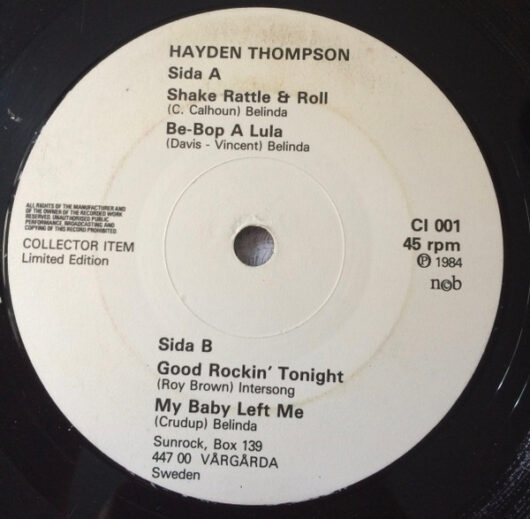 HAYDEN THOMPSON
Sida A
Shake Rattle & Roll
(C. Calhoun) Belinda
Be-Bop A Lula
(Davis - Vincent) Belinda
ALL RIGHTS OF THE MANUFACTURER AND
OF THE OWNER OF THE RECORDED WORK
RESERVED. UNAUTHORISED PUBLIC
PERFORMANCE, BROADCASTING AND
COPYING OF THIS RECORD PROHIBITED
COLLECTOR ITEM
Limited Edition
CI 001
45 rpm
℗ 1984
ncb
Sida B
Good Rockin' Tonight
(Roy Brown) Intersong
My Baby Left Me
(Crudup) Belinda
Sunrock, Box 139
447 00 VÅRGÅRDA
Sweden